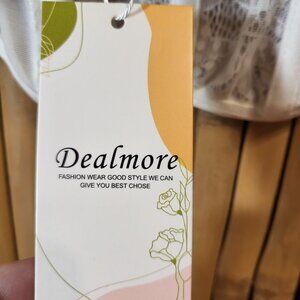 Dealmore
FASHION WEAR GOOD STYLE WE CAN
GIVE YOU BEST CHOSE